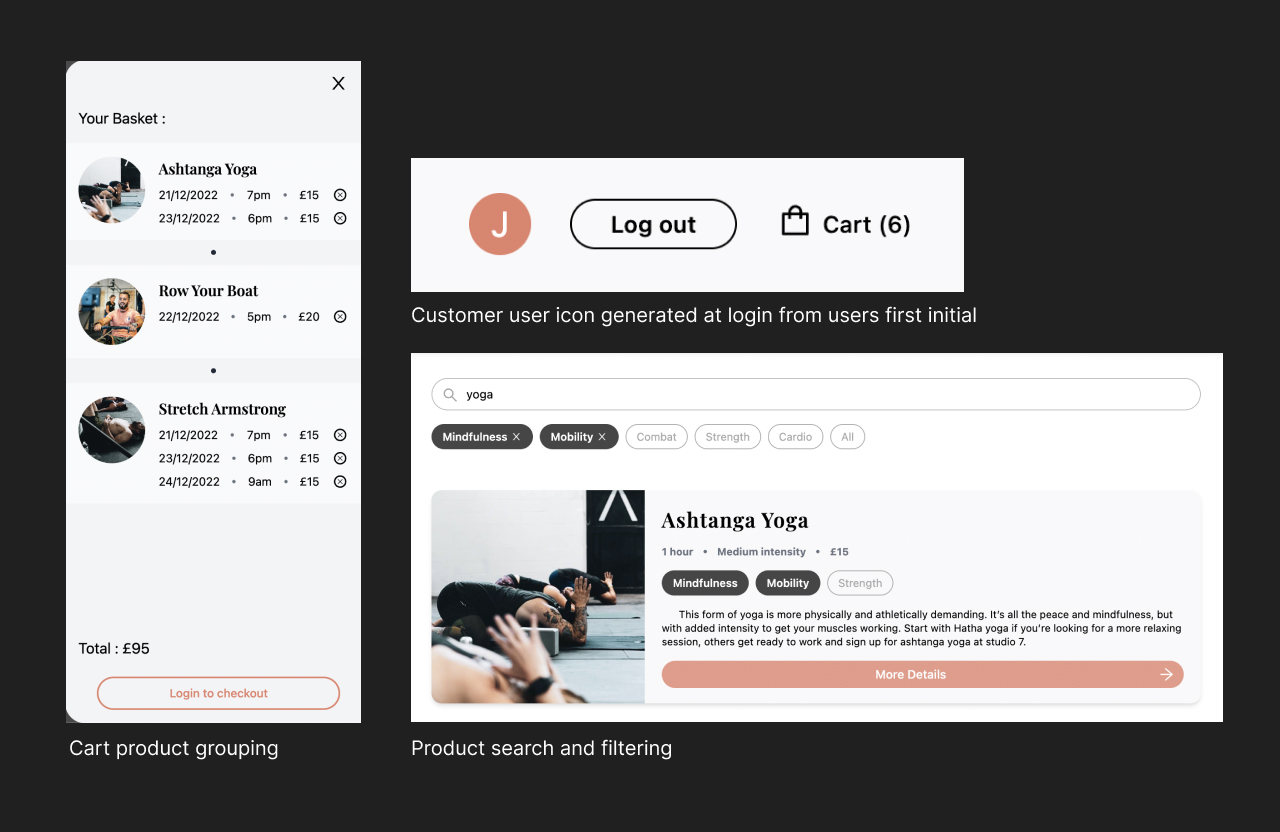 X
Your Basket :
Ashtanga Yoga
21/12/2022 • 7pm • £15
23/12/2022 • 6pm • £15
Row Your Boat
22/12/2022 • 5pm • £20
Stretch Armstrong
21/12/2022 • 7pm • £15
23/12/2022 • 6pm • £15
24/12/2022 • 9am • £15
Total : £95
Login to checkout
Cart product grouping
J Log out Cart (6)
Customer user icon generated at login from users first initial
yoga
Mindfulness X Mobility X Combat Strength Cardio All
Ashtanga Yoga
1 hour • Medium intensity • £15
Mindfulness Mobility Strength
This form of yoga is more physically and athletically demanding. It's all the peace and mindfulness, but
with added intensity to get your muscles working. Start with Hatha yoga if you're looking for a more relaxing
session, others get ready to work and sign up for ashtanga yoga at studio 7.
More Details
Product search and filtering